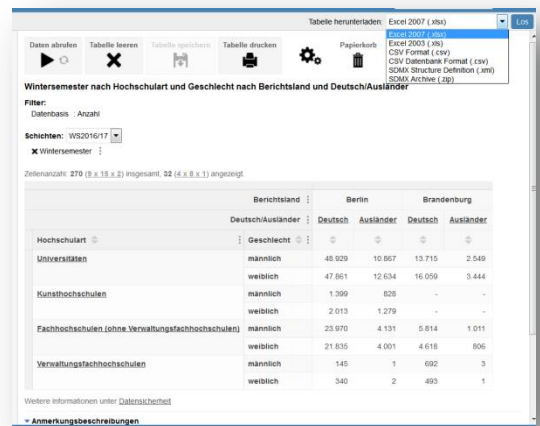 Tabelle herunterladen: Excel 2007 (.xlsx) Los
Excel 2007 (.xlsx)
Excel 2003 (.xls)
CSV Format (.csv)
CSV Datenbank Format (.csv)
SDMX Structure Definition (.xml)
SDMX Archive (.zip)
Daten abrufen Tabelle leeren Tabelle speichern Tabelle drucken Papierkorb
Wintersemester nach Hochschulart und Geschlecht nach Berichtsland und Deutsch/Ausländer
Filter:
Datenbasis : Anzahl
Schichten: WS2016/17
Wintersemester
Zeilenanzahl: 270 (8 x 15 x 2) insgesamt, 32 (4 x 8 x 1) angezeigt.
Berichtsland Berlin Brandenburg
Deutsch/Ausländer Deutsch Ausländer Deutsch Ausländer
Hochschulart Geschlecht
Universitäten männlich 48.929 10.867 13.715 2.549
weiblich 47.861 12.634 16.059 3.444
Kunsthochschulen männlich 1.399 828 - -
weiblich 2.013 1.279 - -
Fachhochschulen (ohne Verwaltungsfachhochschulen) männlich 23.970 4.131 5.814 1.011
weiblich 21.835 4.001 4.618 806
Verwaltungsfachhochschulen männlich 145 1 692 3
weiblich 340 2 493 1
Weitere Informationen unter Datensicherheit
Anmerkungsbeschreibungen